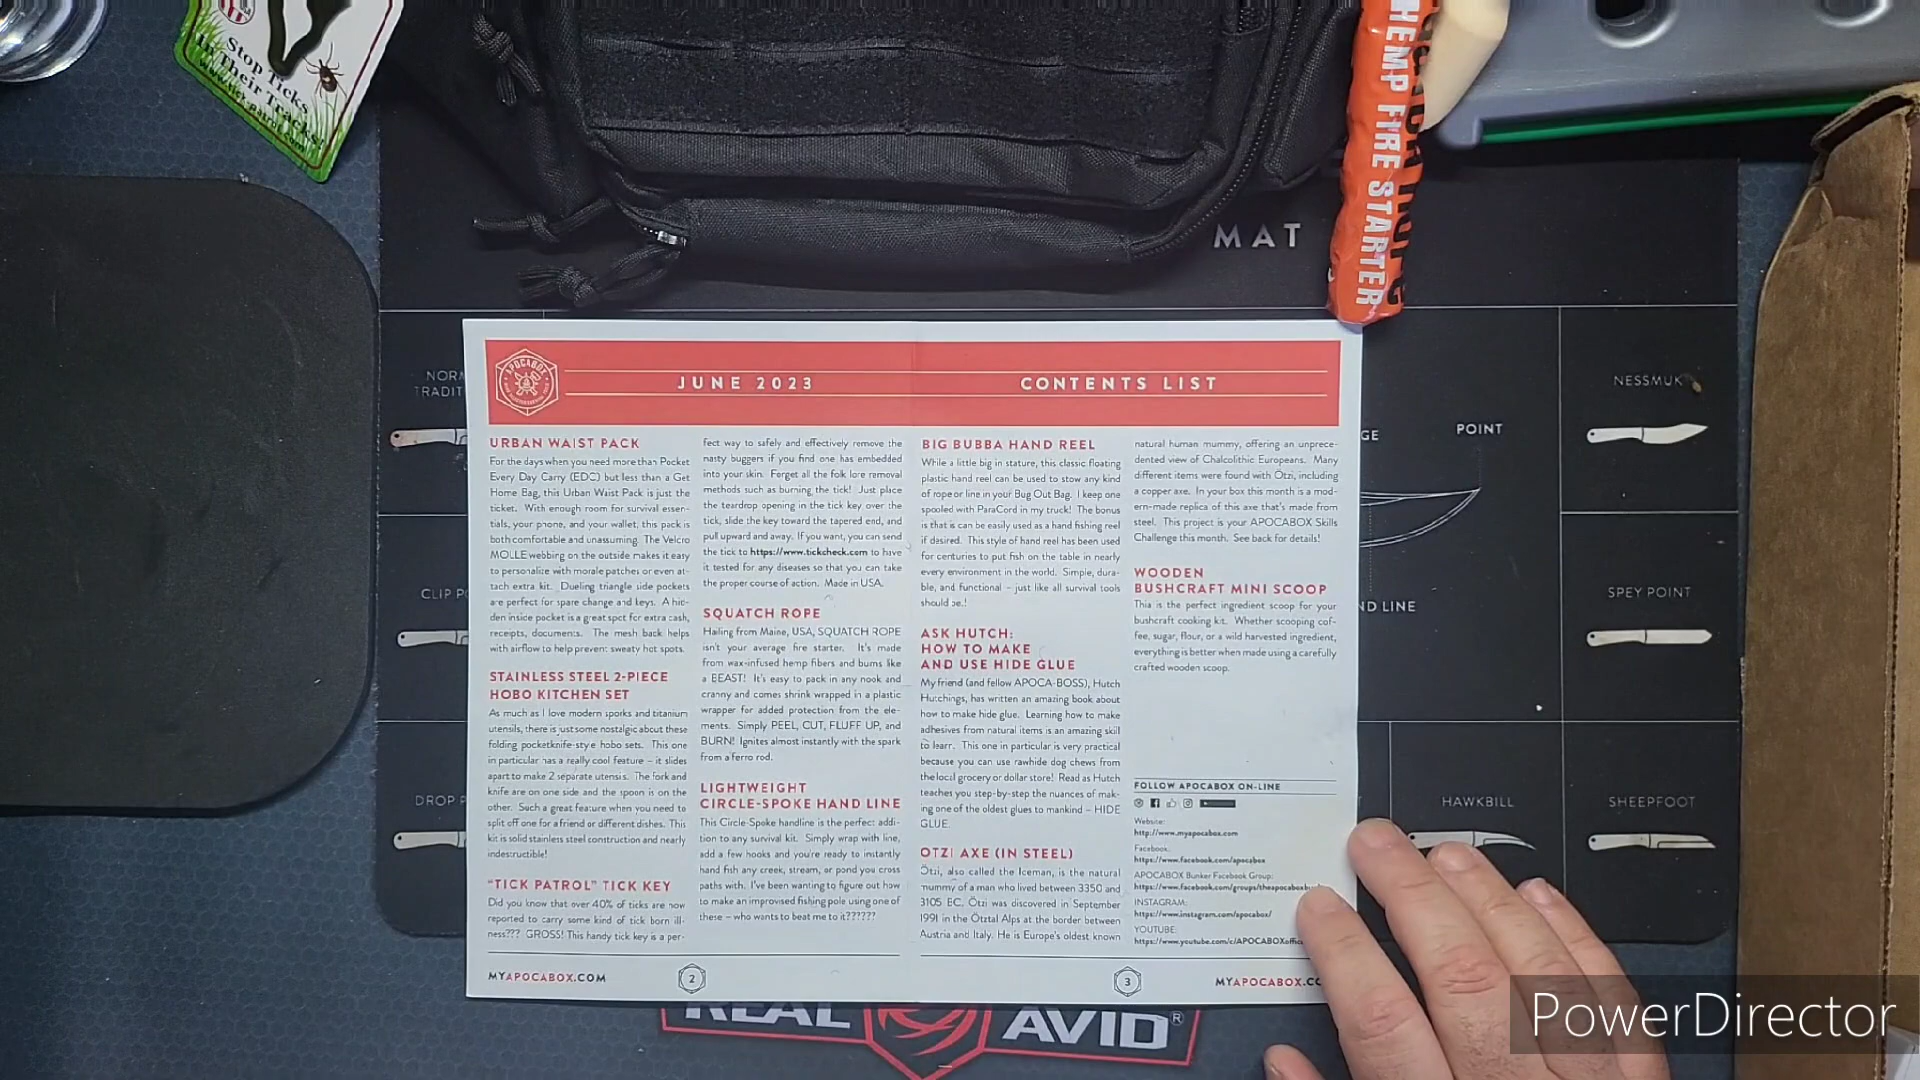 Stop Ticks
In Their
Tracks!
HEMP FIRE STARTER
MAT
NESSMUK
POINT
SPEY POINT
HAWKBILL
SHEEPFOOT
JUNE 2023
CONTENTS LIST
APOCABOX
URBAN WAIST PACK
For the days when you need more than Pocket
Every Day Carry (EDC) but less than a Get
Home Bag, this Urban Waist Pack is just the
ticket. With enough room for survival essen-
tials, your phone, and your wallet, this pack is
both comfortable and unassuming. The Velcro
MOLLE webbing on the outside makes it easy
to personalize with morale patches or even at-
tach extra kit. Dueling triangle side pockets
are perfect for spare change and keys. A hid-
den inside pocket is a great spot for extra cash,
receipts, documents. The mesh back helps
with airflow to help prevent sweaty hot spots.
STAINLESS STEEL 2-PIECE
HOBO KITCHEN SET
As much as I love modern sporks and titanium
utensils, there is just some nostalgic about these
folding pocketknife-style hobo sets. This one
in particular has a really cool feature – it slides
apart to make 2 separate utensils. The fork and
knife are on one side and the spoon is on the
other. Such a great feature when you need to
split off one for a friend or different dishes. This
kit is solid stainless steel construction and nearly
indestructible!
"TICK PATROL" TICK KEY
Did you know that over 40% of ticks are now
reported to carry some kind of tick born ill-
ness??? GROSS! This handy tick key is a per-
fect way to safely and effectively remove the
nasty buggers if you find one has embedded
into your skin. Forget all the folk lore removal
methods such as burning the tick! Just place
the teardrop opening in the tick key over the
tick, slide the key toward the tapered end, and
pull upward and away. If you want, you can send
the tick to https://www.tickcheck.com to have
it tested for any diseases so that you can take
the proper course of action. Made in USA.
SQUATCH ROPE
Hailing from Maine, USA, SQUATCH ROPE
isn't your average fire starter. It's made
from wax-infused hemp fibers and burns like
a BEAST! It's easy to pack in any nook and
cranny and comes shrink wrapped in a plastic
wrapper for added protection from the ele-
ments. Simply PEEL, CUT, FLUFF UP, and
BURN! Ignites almost instantly with the spark
from a ferro rod.
LIGHTWEIGHT
CIRCLE-SPOKE HAND LINE
This Circle-Spoke handline is the perfect addi-
tion to any survival kit. Simply wrap with line,
add a few hooks and you're ready to instantly
hand fish any creek, stream, or pond you cross
paths with. I've been wanting to figure out how
to make an improvised fishing pole using one of
these – who wants to beat me to it??????
BIG BUBBA HAND REEL
While a little big in stature, this classic floating
plastic hand reel can be used to stow any kind
of rope or line in your Bug Out Bag. I keep one
spooled with ParaCord in my truck! The bonus
is that is can be easily used as a hand fishing reel
if desired. This style of hand reel has been used
for centuries to put fish on the table in nearly
every environment in the world. Simple, dura-
ble, and functional – just like all survival tools
should be.!
ASK HUTCH:
HOW TO MAKE
AND USE HIDE GLUE
My friend (and fellow APOCA-BOSS), Hutch
Hutchings, has written an amazing book about
how to make hide glue. Learning how to make
adhesives from natural items is an amazing skill
to learn. This one in particular is very practical
because you can use rawhide dog chews from
the local grocery or dollar store! Read as Hutch
teaches you step-by-step the nuances of mak-
ing one of the oldest glues to mankind – HIDE
GLUE.
OTZI AXE (IN STEEL)
Ötzi, also called the Iceman, is the natural
mummy of a man who lived between 3350 and
3105 BC. Ötzi was discovered in September
1991 in the Ötztal Alps at the border between
Austria and Italy. He is Europe's oldest known
natural human mummy, offering an unprece-
dented view of Chalcolithic Europeans. Many
different items were found with Ötzi, including
a copper axe. In your box this month is a mod-
ern-made replica of this axe that's made from
steel. This project is your APOCABOX Skills
Challenge this month. See back for details!
WOODEN
BUSHCRAFT MINI SCOOP
This is the perfect ingredient scoop for your
bushcraft cooking kit. Whether scooping cof-
fee, sugar, flour, or a wild harvested ingredient,
everything is better when made using a carefully
crafted wooden scoop.
FOLLOW APOCABOX ON-LINE
Website:
http://www.myapocabox.com
Facebook:
https://www.facebook.com/apocabox
APOCABOX Bunker Facebook Group:
https://www.facebook.com/groups/theapocabox
INSTAGRAM:
https://www.instagram.com/apocabox/
YOUTUBE:
https://www.youtube.com/c/APOCABOXoffic
MYAPOCABOX.COM
2
3
MYAPOCABOX.CO
REAL AVID®
PowerDirector